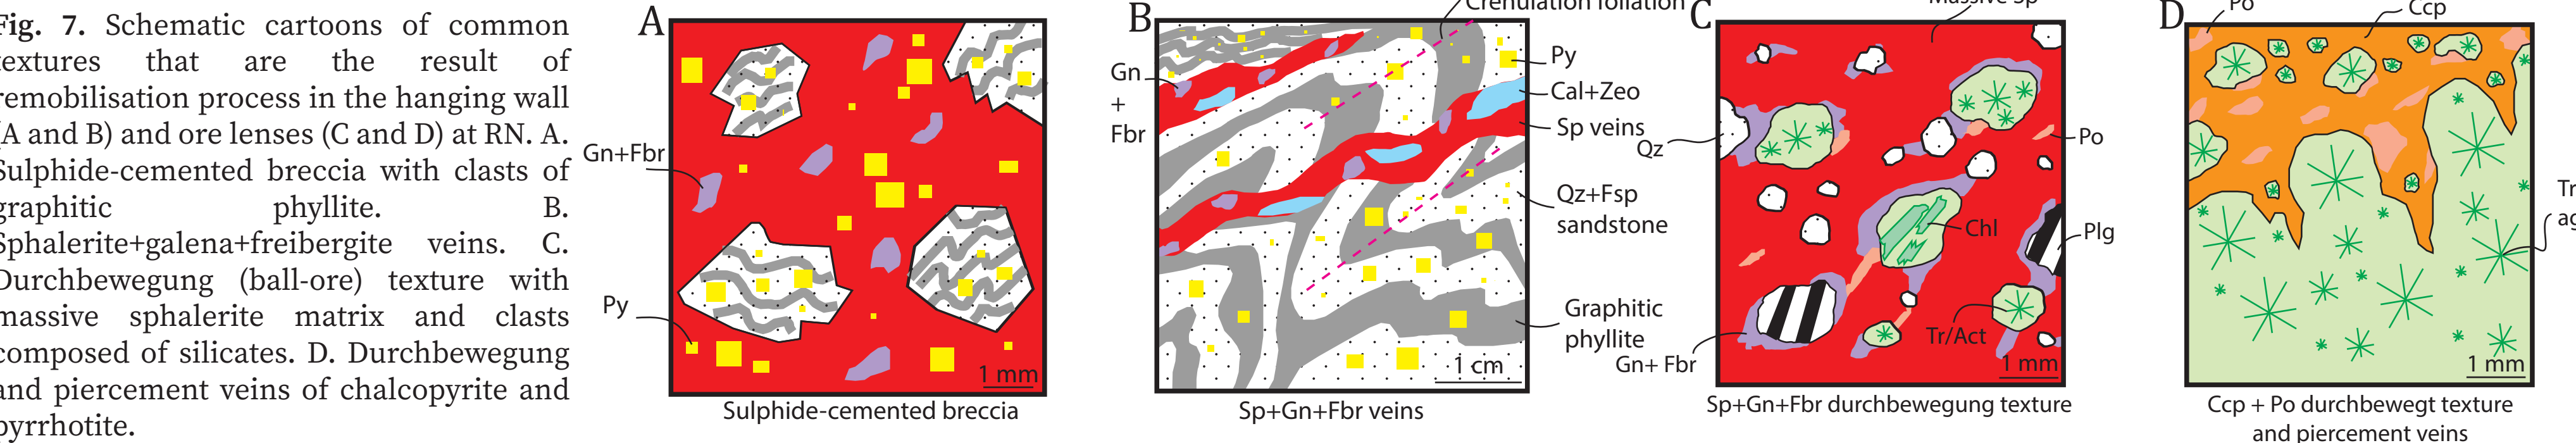 Fig. 7. Schematic cartoons of common
textures that are the result of
remobilisation process in the hanging wall
(A and B) and ore lenses (C and D) at RN. A.
Sulphide-cemented breccia with clasts of
graphitic phyllite. B.
Sphalerite+galena+freibergite veins. C.
Durchbewegung (ball-ore) texture with
massive sphalerite matrix and clasts
composed of silicates. D. Durchbewegung
and piercement veins of chalcopyrite and
pyrrhotite.
A
Gn+Fbr
Py
1 mm
Sulphide-cemented breccia
B
Crenulation foliation
Gn
+
Fbr
Py
Cal+Zeo
Sp veins
Qz+Fsp
sandstone
Graphitic
phyllite
1 cm
Sp+Gn+Fbr veins
C
Massive Sp
Qz
Po
Chl
Plg
Tr/Act
Gn+ Fbr
1 mm
Sp+Gn+Fbr durchbewegung texture
D
Po
Ccp
1 mm
Ccp + Po durchbewegt texture
and piercement veins